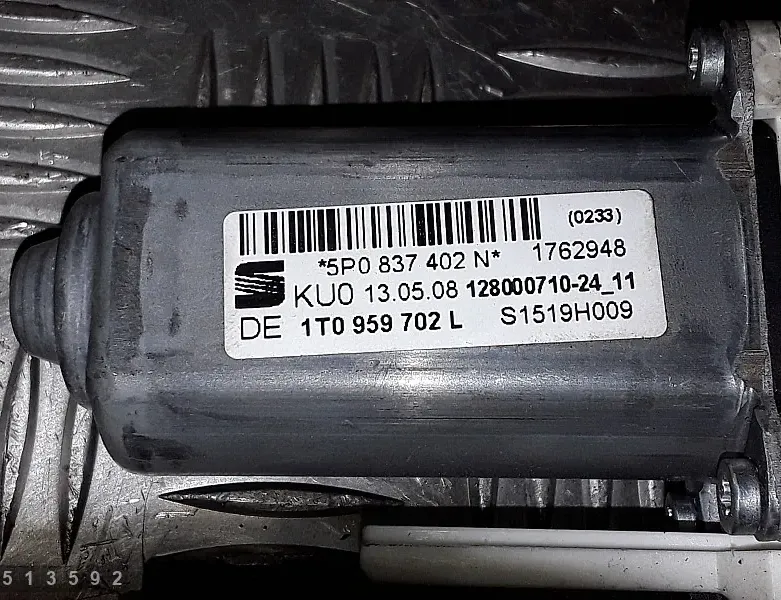 (0233)
*5P0 837 402 N* 1762948
KU0 13.05.08 128000710-24_11
DE 1T0 959 702 L S1519H009
513592